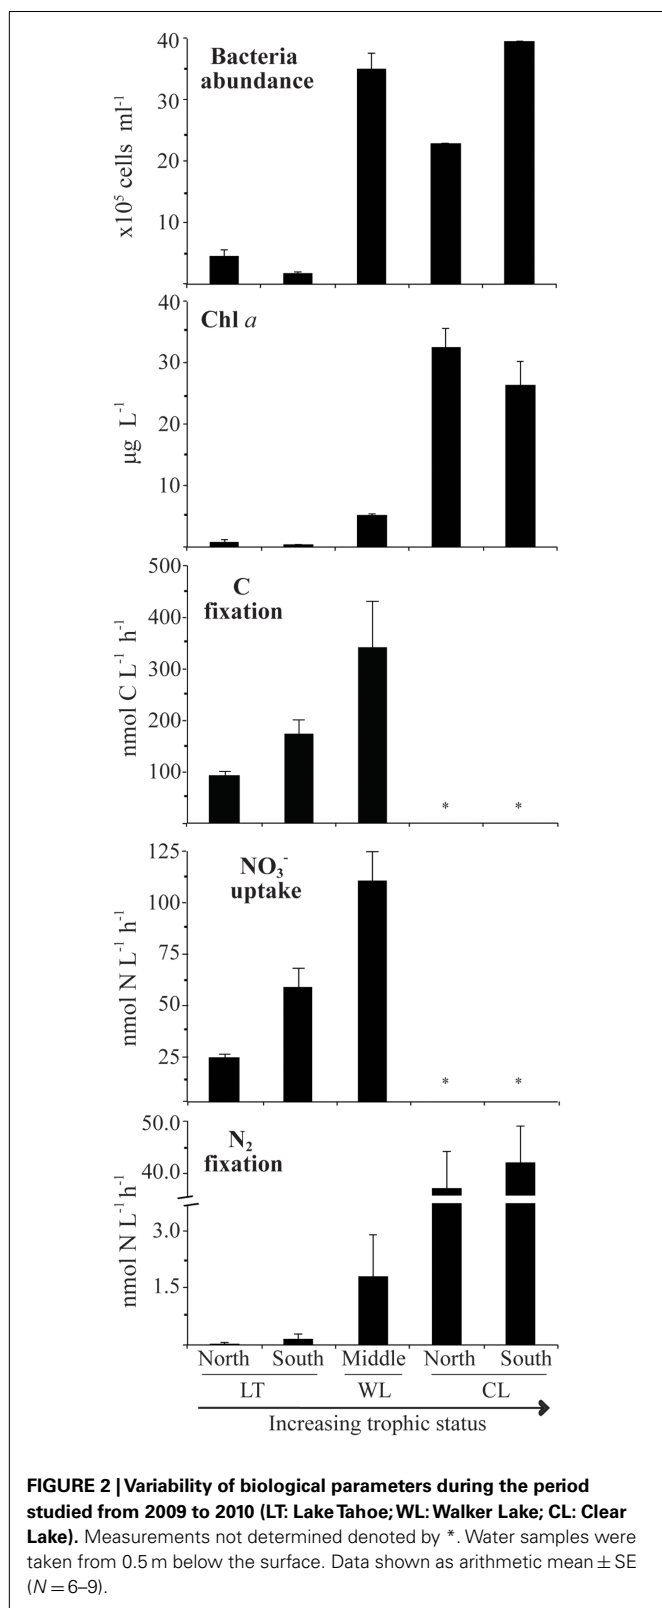 Bacteria
abundance
x10⁵ cells ml⁻¹
40
30
20
10
Chl a
µg L⁻¹
40
30
20
10
C
fixation
nmol C L⁻¹ h⁻¹
500
400
300
200
100
* *
NO₃⁻
uptake
nmol N L⁻¹ h⁻¹
125
100
75
50
25
* *
N₂
fixation
nmol N L⁻¹ h⁻¹
50.0
40.0
3.0
1.5
North South Middle North South
LT WL CL
Increasing trophic status
FIGURE 2 | Variability of biological parameters during the period
studied from 2009 to 2010 (LT: Lake Tahoe; WL: Walker Lake; CL: Clear
Lake). Measurements not determined denoted by *. Water samples were
taken from 0.5 m below the surface. Data shown as arithmetic mean ± SE
(N = 6–9).